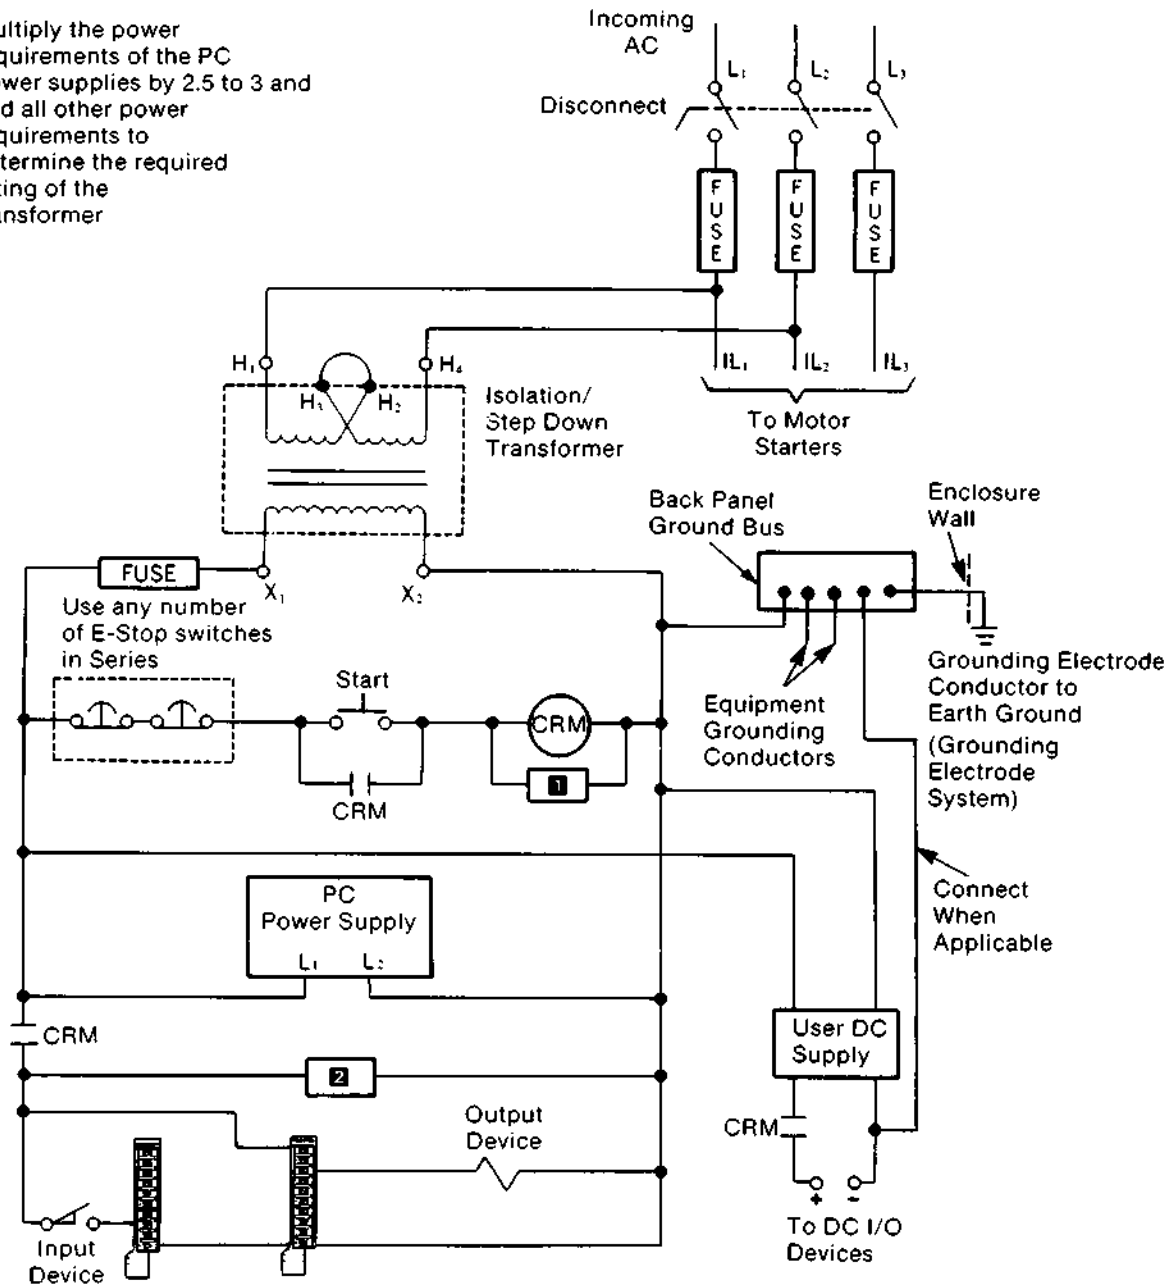 ultiply the power
quirements of the PC
ower supplies by 2.5 to 3 and
d all other power
quirements to
termine the required
ting of the
ansformer
Incoming
AC
L₁ L₂ L₃
Disconnect
FUSE FUSE FUSE
H₁ H₃ H₂ H₄
Isolation/
Step Down
Transformer
IL₁ IL₂ IL₃
To Motor
Starters
Back Panel
Ground Bus
Enclosure
Wall
FUSE
X₁ X₂
Use any number
of E-Stop switches
in Series
Start
CRM
CRM
1
Equipment
Grounding
Conductors
Grounding Electrode
Conductor to
Earth Ground
(Grounding
Electrode
System)
Connect
When
Applicable
PC
Power Supply
L₁ L₂
CRM
2
User DC
Supply
CRM
+ -
To DC I/O
Devices
Output
Device
Input
Device